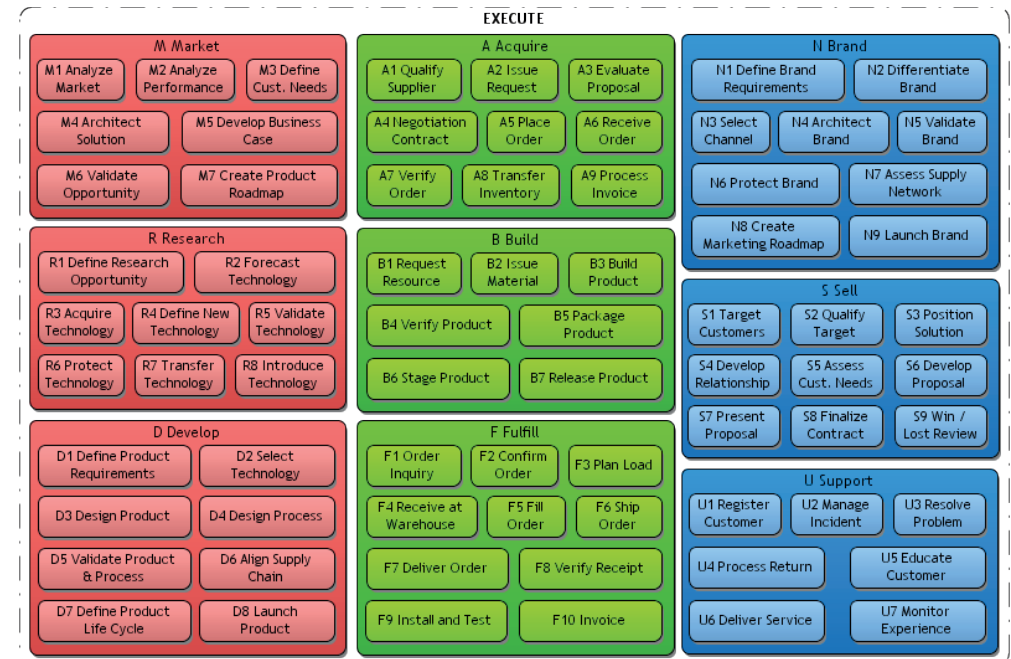 EXECUTE
M Market
M1 Analyze
Market
M2 Analyze
Performance
M3 Define
Cust. Needs
M4 Architect
Solution
M5 Develop Business
Case
M6 Validate
Opportunity
M7 Create Product
Roadmap
R Research
R1 Define Research
Opportunity
R2 Forecast
Technology
R3 Acquire
Technology
R4 Define New
Technology
R5 Validate
Technology
R6 Protect
Technology
R7 Transfer
Technology
R8 Introduce
Technology
D Develop
D1 Define Product
Requirements
D2 Select
Technology
D3 Design Product
D4 Design Process
D5 Validate Product
& Process
D6 Align Supply
Chain
D7 Define Product
Life Cycle
D8 Launch
Product
A Acquire
A1 Qualify
Supplier
A2 Issue
Request
A3 Evaluate
Proposal
A4 Negotiation
Contract
A5 Place
Order
A6 Receive
Order
A7 Verify
Order
A8 Transfer
Inventory
A9 Process
Invoice
B Build
B1 Request
Resource
B2 Issue
Material
B3 Build
Product
B4 Verify Product
B5 Package
Product
B6 Stage Product
B7 Release Product
F Fulfill
F1 Order
Inquiry
F2 Confirm
Order
F3 Plan Load
F4 Receive at
Warehouse
F5 Fill
Order
F6 Ship
Order
F7 Deliver Order
F8 Verify Receipt
F9 Install and Test
F10 Invoice
N Brand
N1 Define Brand
Requirements
N2 Differentiate
Brand
N3 Select
Channel
N4 Architect
Brand
N5 Validate
Brand
N6 Protect Brand
N7 Assess Supply
Network
N8 Create
Marketing Roadmap
N9 Launch Brand
S Sell
S1 Target
Customers
S2 Qualify
Target
S3 Position
Solution
S4 Develop
Relationship
S5 Assess
Cust. Needs
S6 Develop
Proposal
S7 Present
Proposal
S8 Finalize
Contract
S9 Win /
Lost Review
U Support
U1 Register
Customer
U2 Manage
Incident
U3 Resolve
Problem
U4 Process Return
U5 Educate
Customer
U6 Deliver Service
U7 Monitor
Experience